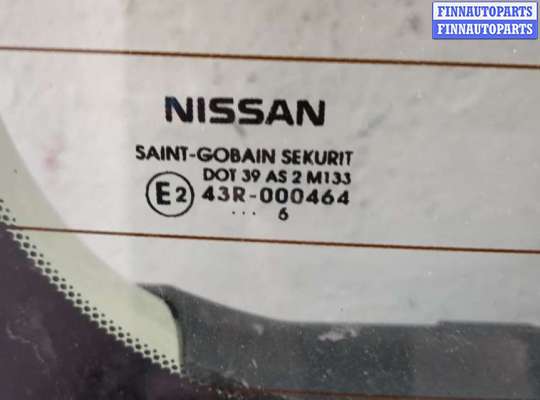 FINNAUTOPARTS
FINNAUTOPARTS
NISSAN
SAINT-GOBAIN SEKURIT
DOT 39 AS 2 M133
E2 43R-000464
... 6